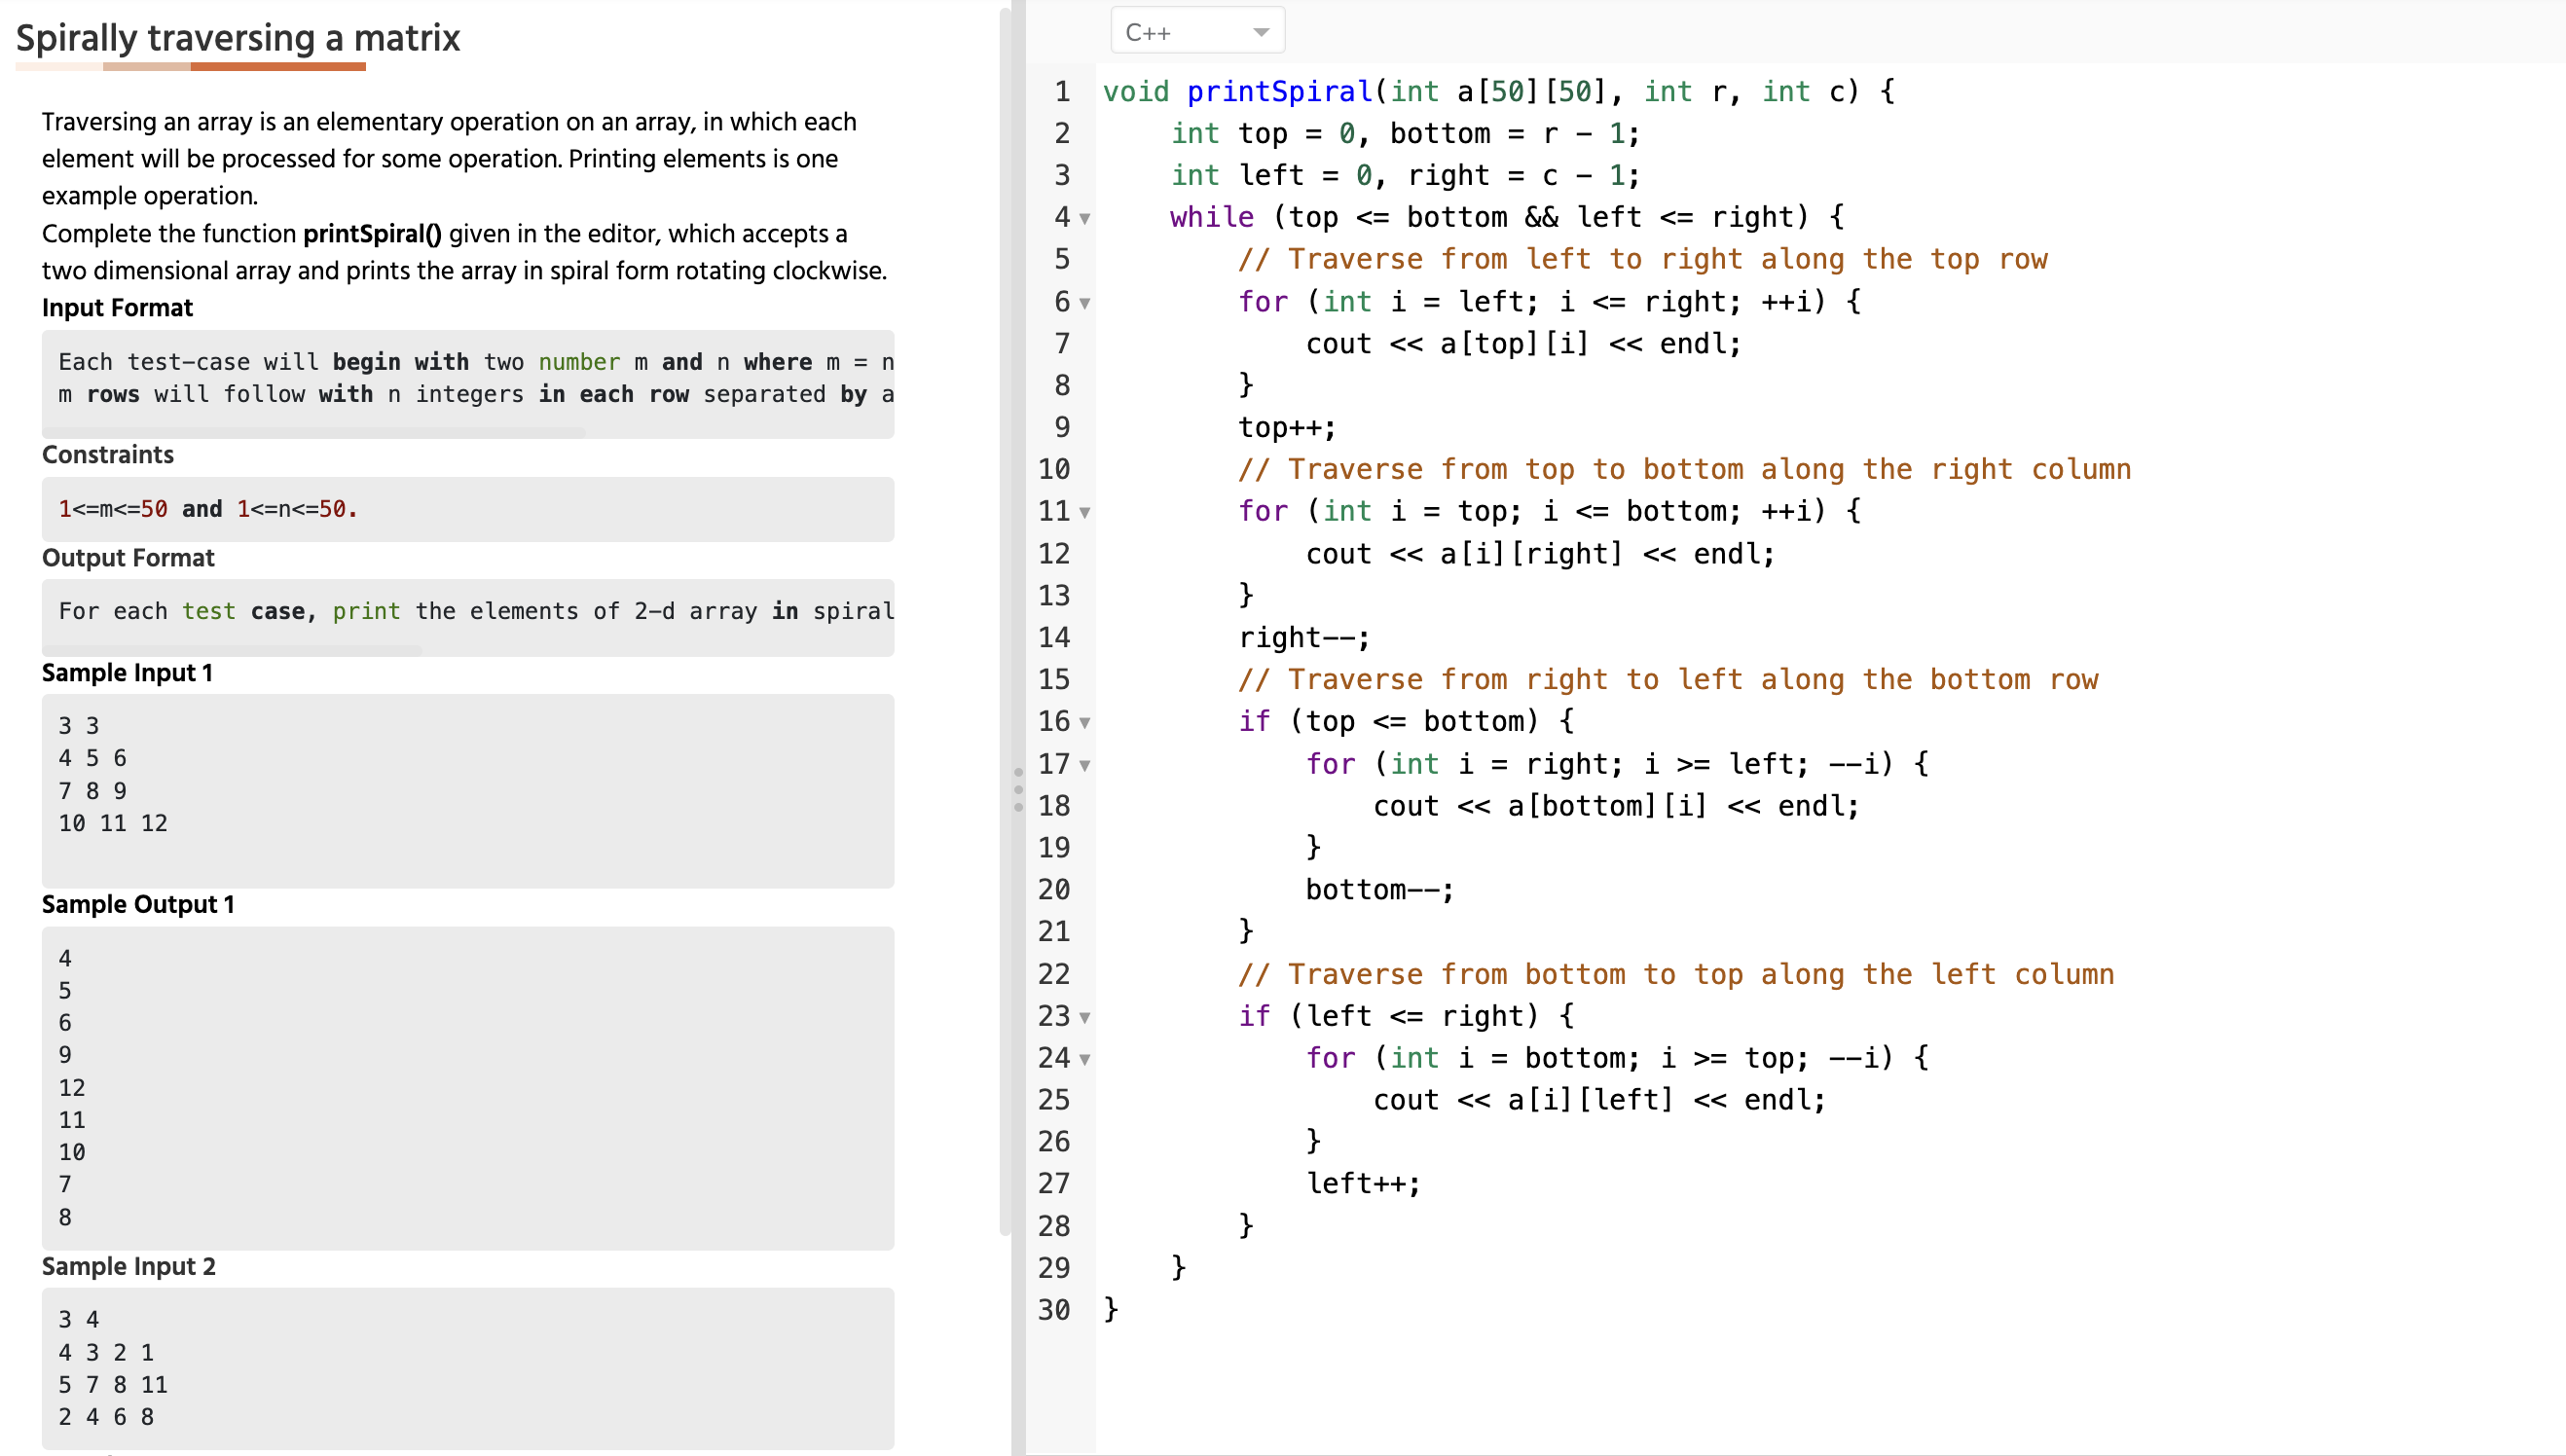 Spirally traversing a matrix
Traversing an array is an elementary operation on an array, in which each
element will be processed for some operation. Printing elements is one
example operation.
Complete the function printSpiral() given in the editor, which accepts a
two dimensional array and prints the array in spiral form rotating clockwise.
Input Format
Each test-case will begin with two number m and n where m = n
m rows will follow with n integers in each row separated by a
Constraints
1<=m<=50 and 1<=n<=50.
Output Format
For each test case, print the elements of 2-d array in spiral
Sample Input 1
3 3
4 5 6
7 8 9
10 11 12
Sample Output 1
4
5
6
9
12
11
10
7
8
Sample Input 2
3 4
4 3 2 1
5 7 8 11
2 4 6 8
C++
1 void printSpiral(int a[50][50], int r, int c) {
2     int top = 0, bottom = r - 1;
3     int left = 0, right = c - 1;
4     while (top <= bottom && left <= right) {
5         // Traverse from left to right along the top row
6         for (int i = left; i <= right; ++i) {
7             cout << a[top][i] << endl;
8         }
9         top++;
10         // Traverse from top to bottom along the right column
11         for (int i = top; i <= bottom; ++i) {
12             cout << a[i][right] << endl;
13         }
14         right--;
15         // Traverse from right to left along the bottom row
16         if (top <= bottom) {
17             for (int i = right; i >= left; --i) {
18                 cout << a[bottom][i] << endl;
19             }
20             bottom--;
21         }
22         // Traverse from bottom to top along the left column
23         if (left <= right) {
24             for (int i = bottom; i >= top; --i) {
25                 cout << a[i][left] << endl;
26             }
27             left++;
28         }
29     }
30 }